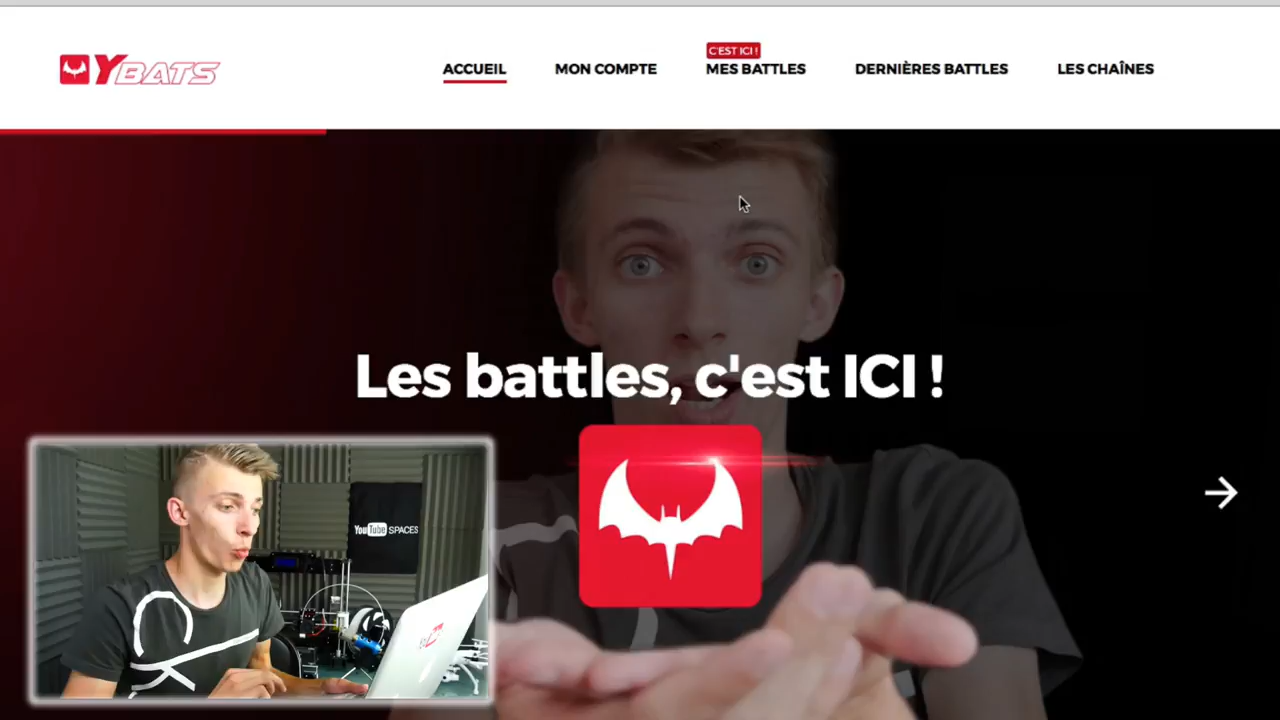 YBATS
ACCUEIL
MON COMPTE
C'EST ICI !
MES BATTLES
DERNIÈRES BATTLES
LES CHAÎNES
Les battles, c'est ICI !
YouTube SPACES